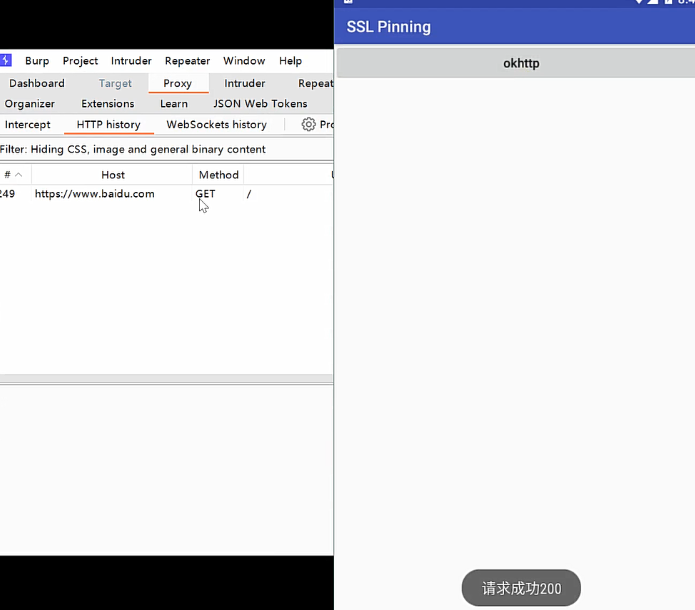 SSL Pinning
Burp Project Intruder Repeater Window Help
okhttp
Dashboard Target Proxy Intruder
Organizer Extensions Learn JSON Web Tokens
Intercept HTTP history WebSockets history
Filter: Hiding CSS, image and general binary content
# Host Method
249 https://www.baidu.com GET /
请求成功200